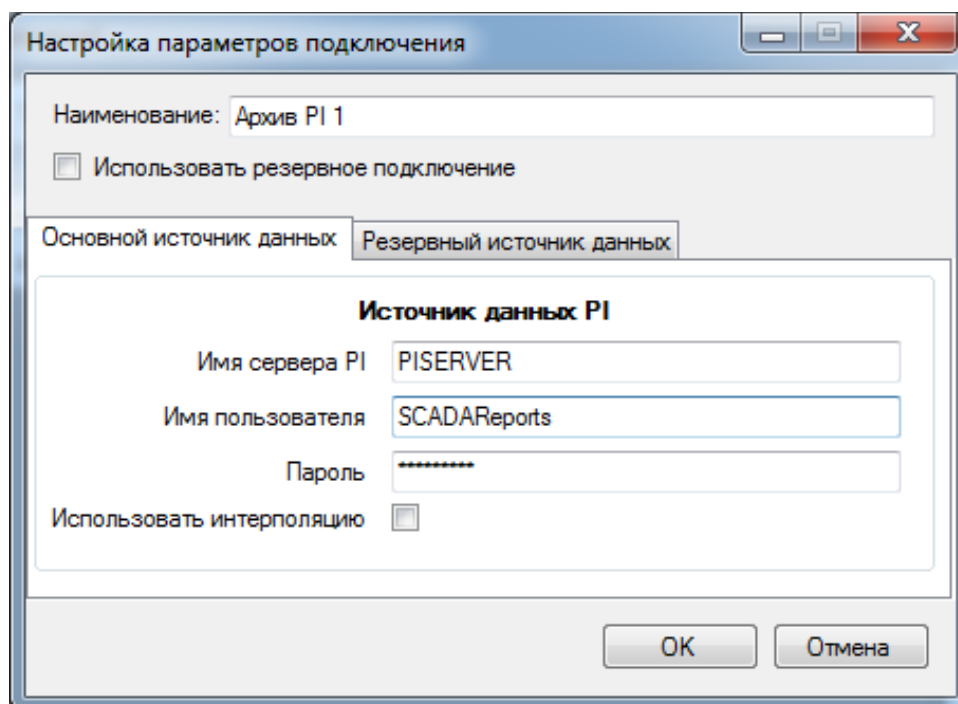 Настройка параметров подключения
Наименование: Архив PI 1
Использовать резервное подключение
Основной источник данных Резервный источник данных
Источник данных PI
Имя сервера PI PISERVER
Имя пользователя SCADAReports
Пароль *********
Использовать интерполяцию
OK Отмена